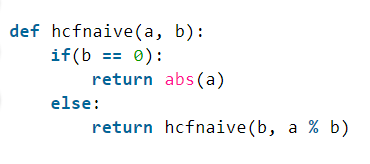 def hcfnaive(a, b):
    if(b == 0):
        return abs(a)
    else:
        return hcfnaive(b, a % b)